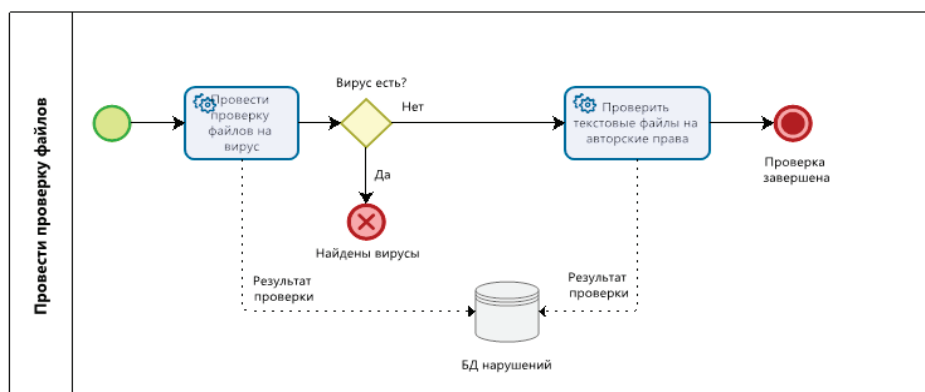 Провести проверку файлов
Провести
проверку
файлов на
вирус
Вирус есть?
Нет
Да
Найдены вирусы
Проверить
текстовые файлы на
авторские права
Проверка
завершена
Результат
проверки
Результат
проверки
БД нарушений